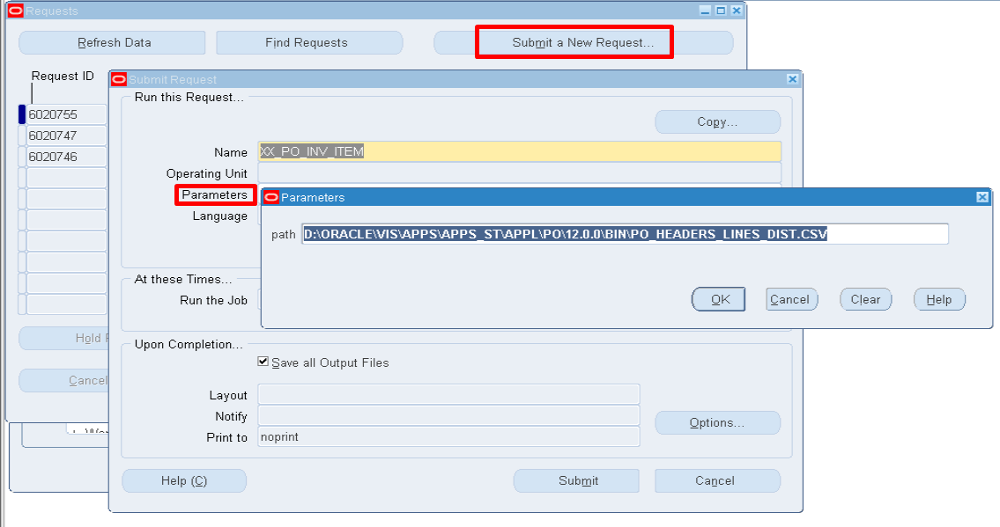 Requests
Refresh Data
Find Requests
Submit a New Request...
Request ID
6020755
6020747
6020746
Hold
Cancel
Submit Request
Run this Request...
Copy...
Name XX_PO_INV_ITEM
Operating Unit
Parameters
Language
Parameters
path D:\ORACLE\VIS\APPS\APPS_ST\APPL\PO\12.0.0\BIN\PO_HEADERS_LINES_DIST.CSV
OK
Cancel
Clear
Help
At these Times...
Run the Job
Upon Completion...
Save all Output Files
Layout
Notify
Print to noprint
Options...
Help (C)
Submit
Cancel